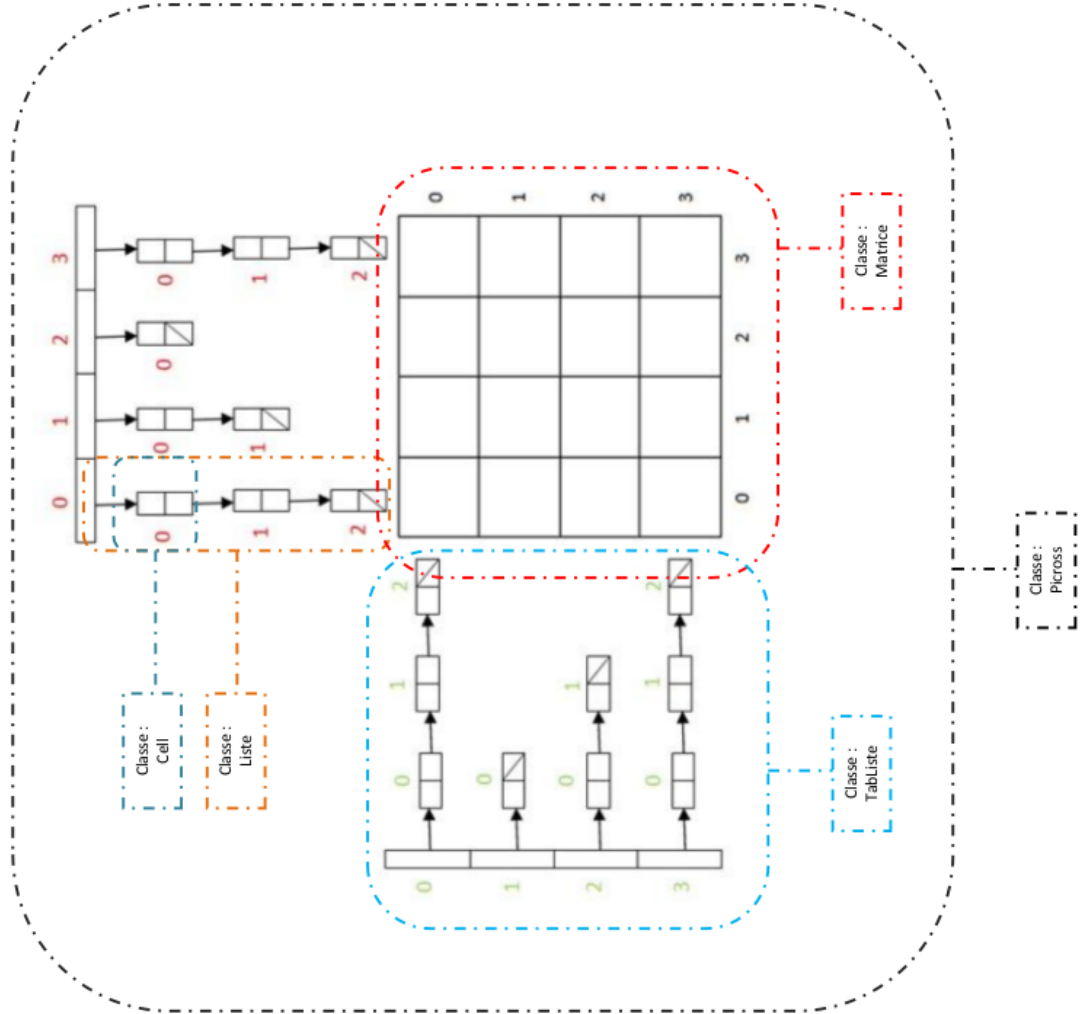 0 1 2 3
Classe :
Cell
0 0 0 0
Classe :
Liste
1 1 1
2 2
0 0 1 2 0
1 0 1
2 0 1 2
3 0 1 2 3
0 1 2 3
Classe :
TabListe
Classe :
Matrice
Classe :
Picross